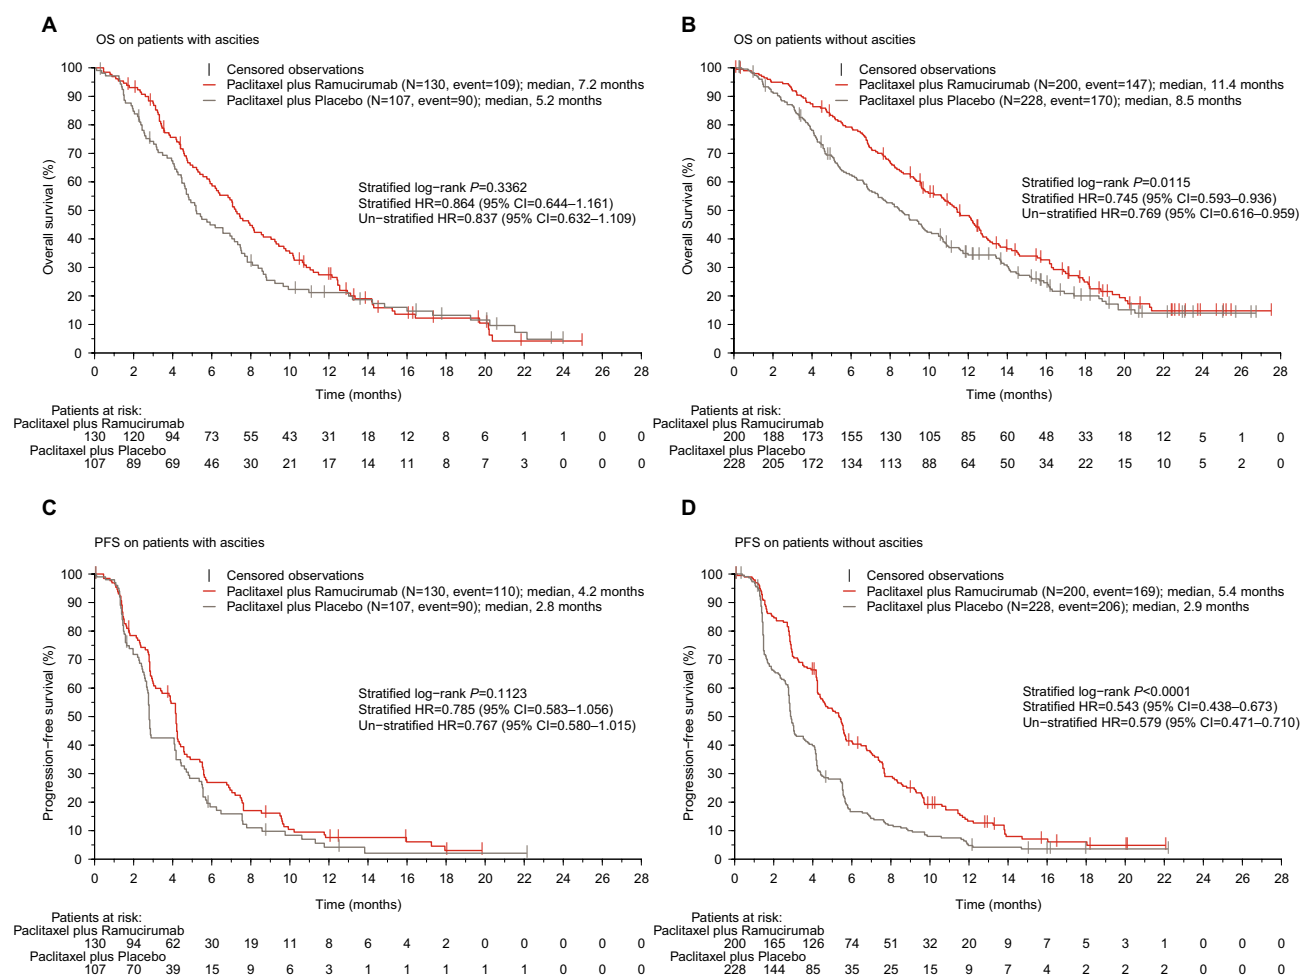 A
OS on patients with ascities
Censored observations
Paclitaxel plus Ramucirumab (N=130, event=109); median, 7.2 months
Paclitaxel plus Placebo (N=107, event=90); median, 5.2 months
Stratified log−rank P=0.3362
Stratified HR=0.864 (95% CI=0.644–1.161)
Un−stratified HR=0.837 (95% CI=0.632–1.109)
Overall Survival (%)
100
90
80
70
60
50
40
30
20
10
0
0 2 4 6 8 10 12 14 16 18 20 22 24 26 28
Time (months)
Patients at risk:
Paclitaxel plus Ramucirumab
130 120 94 73 55 43 31 18 12 8 6 1 1 0 0
Paclitaxel plus Placebo
107 89 69 46 30 21 17 14 11 8 7 3 0 0 0
B
OS on patients without ascities
Censored observations
Paclitaxel plus Ramucirumab (N=200, event=147); median, 11.4 months
Paclitaxel plus Placebo (N=228, event=170); median, 8.5 months
Stratified log−rank P=0.0115
Stratified HR=0.745 (95% CI=0.593–0.936)
Un−stratified HR=0.769 (95% CI=0.616–0.959)
Overall Survival (%)
100
90
80
70
60
50
40
30
20
10
0
0 2 4 6 8 10 12 14 16 18 20 22 24 26 28
Time (months)
Patients at risk:
Paclitaxel plus Ramucirumab
200 188 173 155 130 105 85 60 48 33 18 12 5 1 0
Paclitaxel plus Placebo
228 205 172 134 113 88 64 50 34 22 15 10 5 2 0
C
PFS on patients with ascities
Censored observations
Paclitaxel plus Ramucirumab (N=130, event=110); median, 4.2 months
Paclitaxel plus Placebo (N=107, event=90); median, 2.8 months
Stratified log−rank P=0.1123
Stratified HR=0.785 (95% CI=0.583–1.056)
Un−stratified HR=0.767 (95% CI=0.580–1.015)
Progression−free survival (%)
100
90
80
70
60
50
40
30
20
10
0
0 2 4 6 8 10 12 14 16 18 20 22 24 26 28
Time (months)
Patients at risk:
Paclitaxel plus Ramucirumab
130 94 62 30 19 11 8 6 4 2 0 0 0 0 0
Paclitaxel plus Placebo
107 70 39 15 9 6 3 1 1 1 1 1 0 0 0
D
PFS on patients without ascities
Censored observations
Paclitaxel plus Ramucirumab (N=200, event=169); median, 5.4 months
Paclitaxel plus Placebo (N=228, event=206); median, 2.9 months
Stratified log−rank P<0.0001
Stratified HR=0.543 (95% CI=0.438–0.673)
Un−stratified HR=0.579 (95% CI=0.471–0.710)
Progression−free survival (%)
100
90
80
70
60
50
40
30
20
10
0
0 2 4 6 8 10 12 14 16 18 20 22 24 26 28
Time (months)
Patients at risk:
Paclitaxel plus Ramucirumab
200 165 126 74 51 32 20 9 7 5 3 1 0 0 0
Paclitaxel plus Placebo
228 144 85 35 25 15 9 7 4 2 2 2 0 0 0